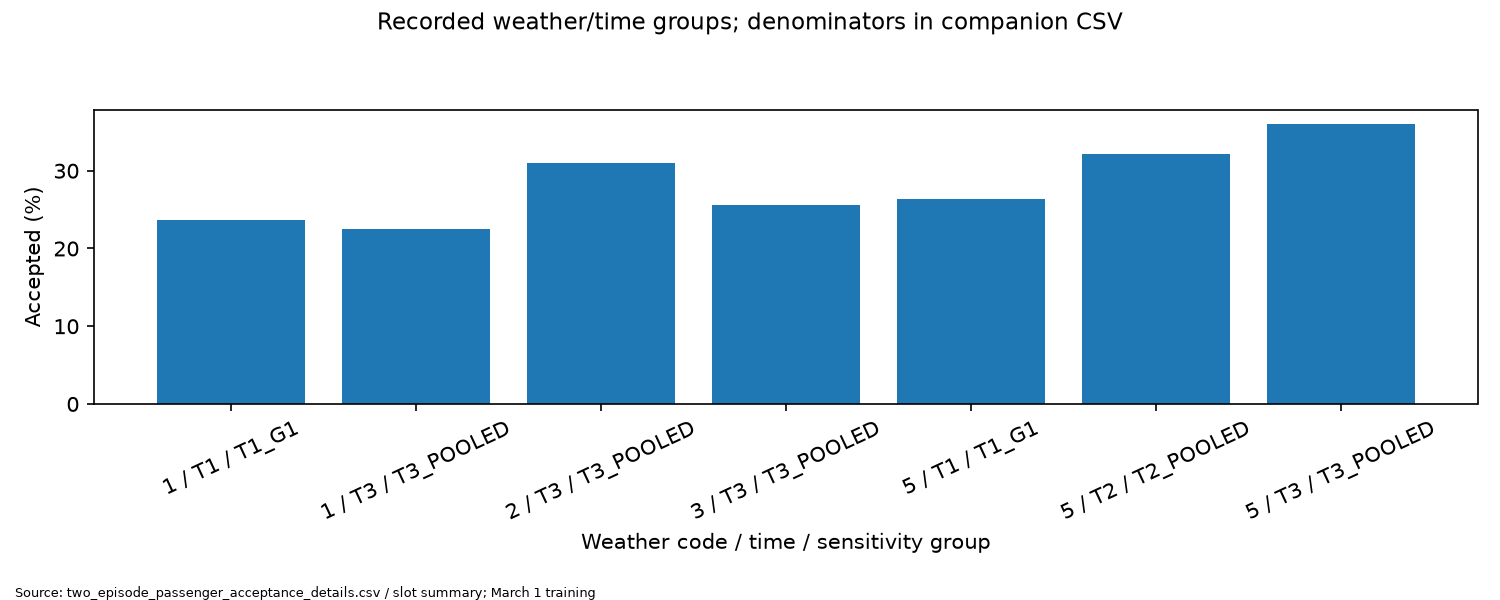 Recorded weather/time groups; denominators in companion CSV
Accepted (%)
30
20
10
0
1 / T1 / T1_G1
1 / T3 / T3_POOLED
2 / T3 / T3_POOLED
3 / T3 / T3_POOLED
5 / T1 / T1_G1
5 / T2 / T2_POOLED
5 / T3 / T3_POOLED
Weather code / time / sensitivity group
Source: two_episode_passenger_acceptance_details.csv / slot summary; March 1 training